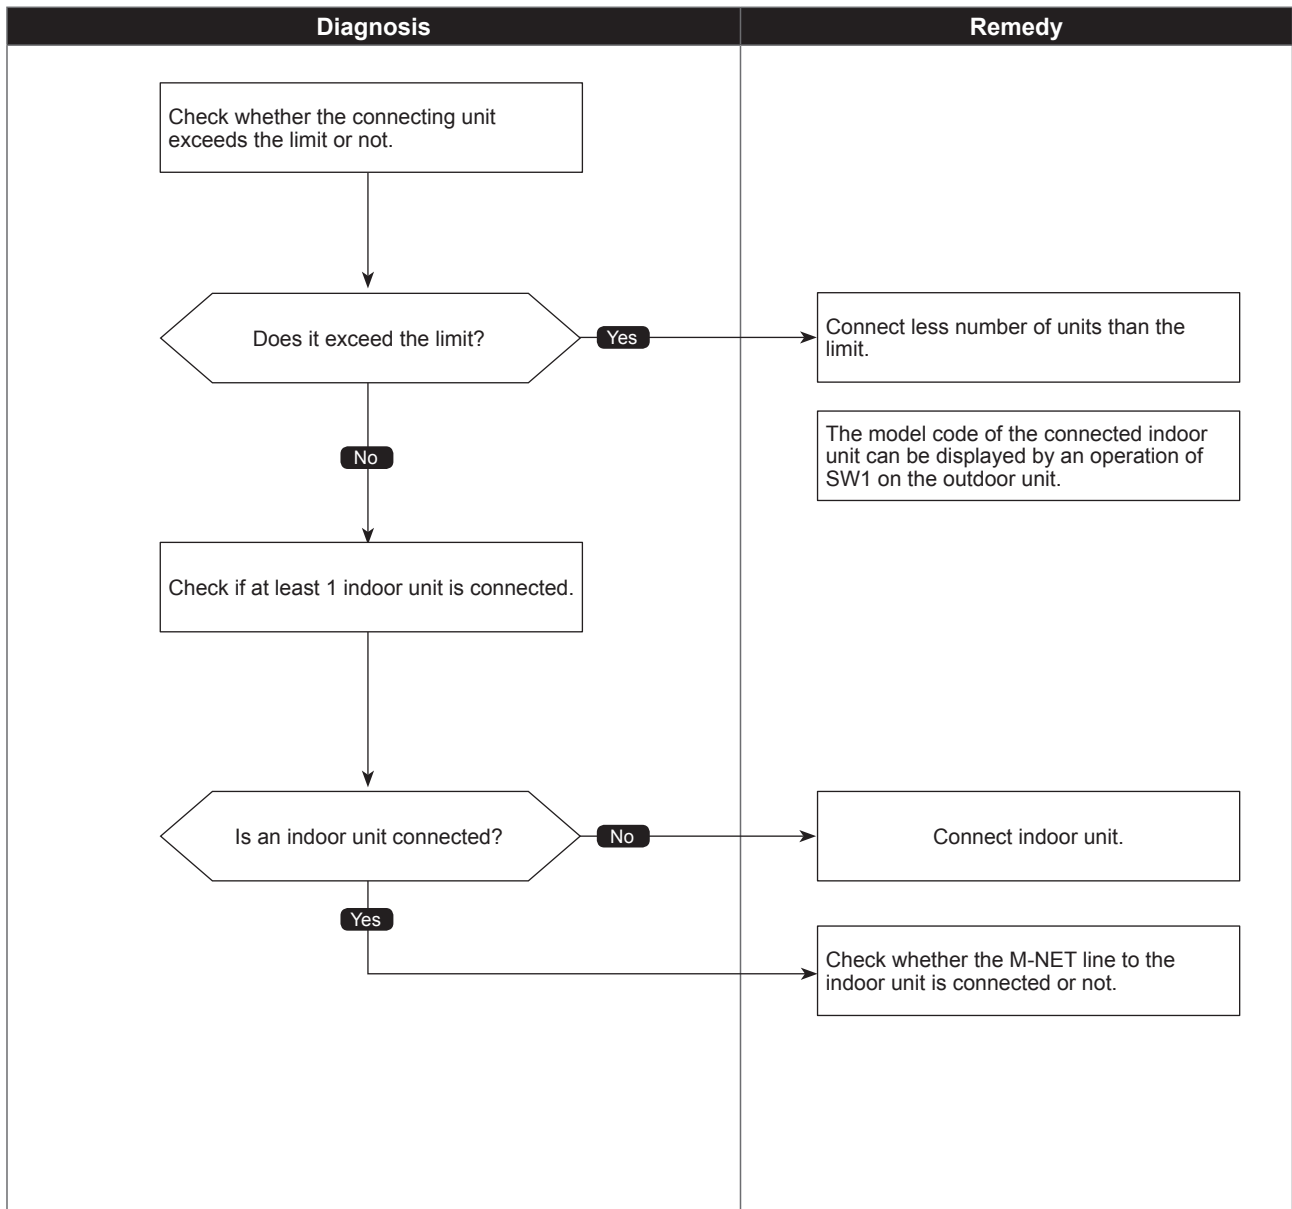 Diagnosis
Remedy
Check whether the connecting unit
exceeds the limit or not.
Does it exceed the limit?
Yes
Connect less number of units than the
limit.
The model code of the connected indoor
unit can be displayed by an operation of
SW1 on the outdoor unit.
No
Check if at least 1 indoor unit is connected.
Is an indoor unit connected?
No
Connect indoor unit.
Yes
Check whether the M-NET line to the
indoor unit is connected or not.